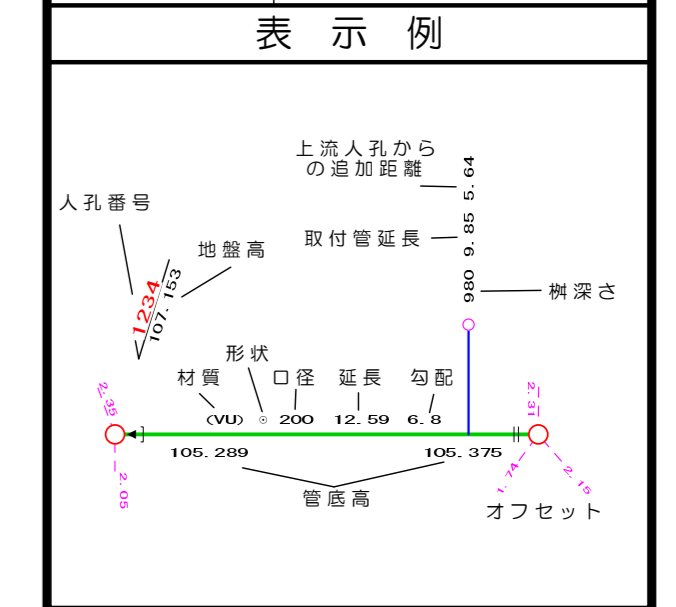 表示例
上流人孔から
の追加距離
5.64
人孔番号
取付管延長
9.85
地盤高
1234
107.153
980
桝深さ
形状
材質
口径
延長
勾配
2.35
(VU) ⊙ 200 12.59 6.8
2.31
105.289
105.375
2.05
管底高
1.74
2.15
オフセット